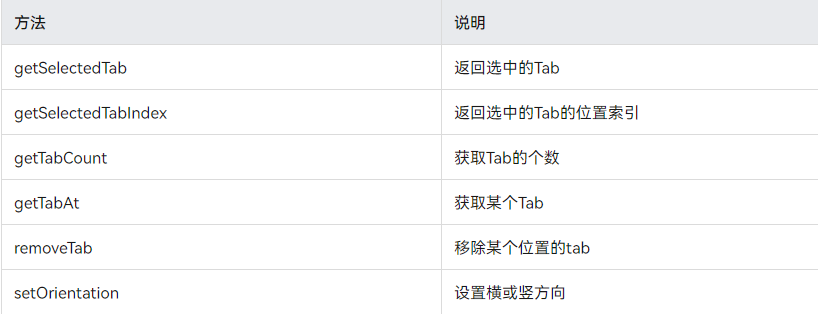 方法 说明
getSelectedTab 返回选中的Tab
getSelectedTabIndex 返回选中的Tab的位置索引
getTabCount 获取Tab的个数
getTabAt 获取某个Tab
removeTab 移除某个位置的tab
setOrientation 设置横或竖方向